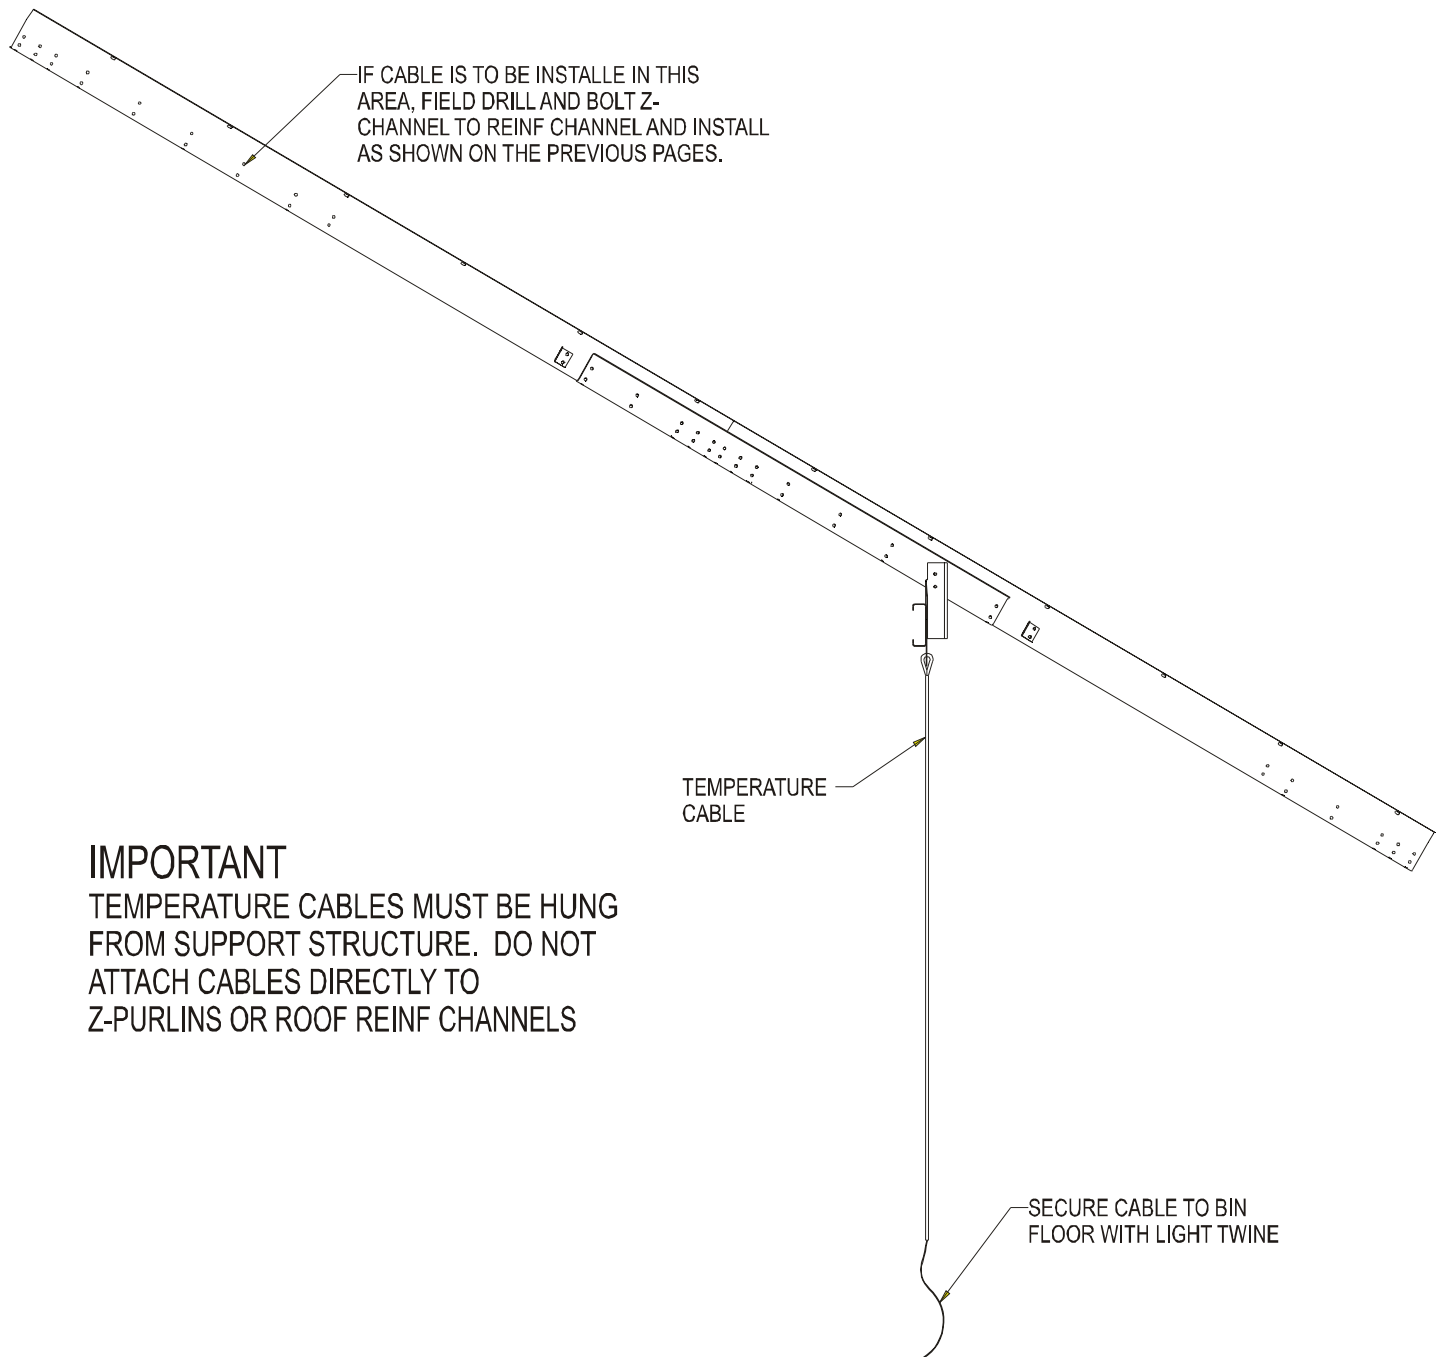 IF CABLE IS TO BE INSTALLE IN THIS
AREA, FIELD DRILL AND BOLT Z-
CHANNEL TO REINF CHANNEL AND INSTALL
AS SHOWN ON THE PREVIOUS PAGES.
TEMPERATURE
CABLE
IMPORTANT
TEMPERATURE CABLES MUST BE HUNG
FROM SUPPORT STRUCTURE. DO NOT
ATTACH CABLES DIRECTLY TO
Z-PURLINS OR ROOF REINF CHANNELS
SECURE CABLE TO BIN
FLOOR WITH LIGHT TWINE